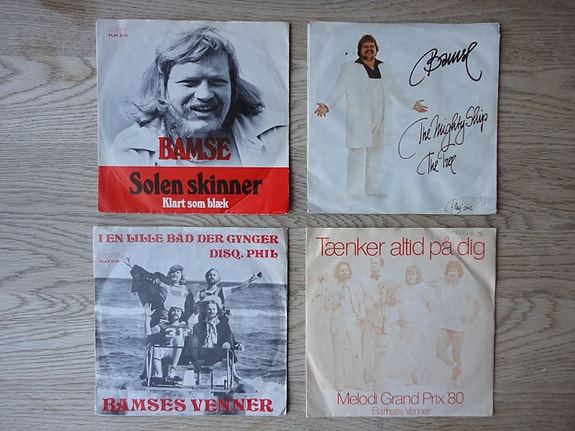 PLAY 2133
BAMSE
Solen skinner
Klart som blæk
Bamse
The Mighty Ship
The Tree
I EN LILLE BÅD DER GYNGER
DISQ. PHIL
BAMSES VENNER
Tænker altid på dig
Melodi Grand Prix '80
Bamses Venner